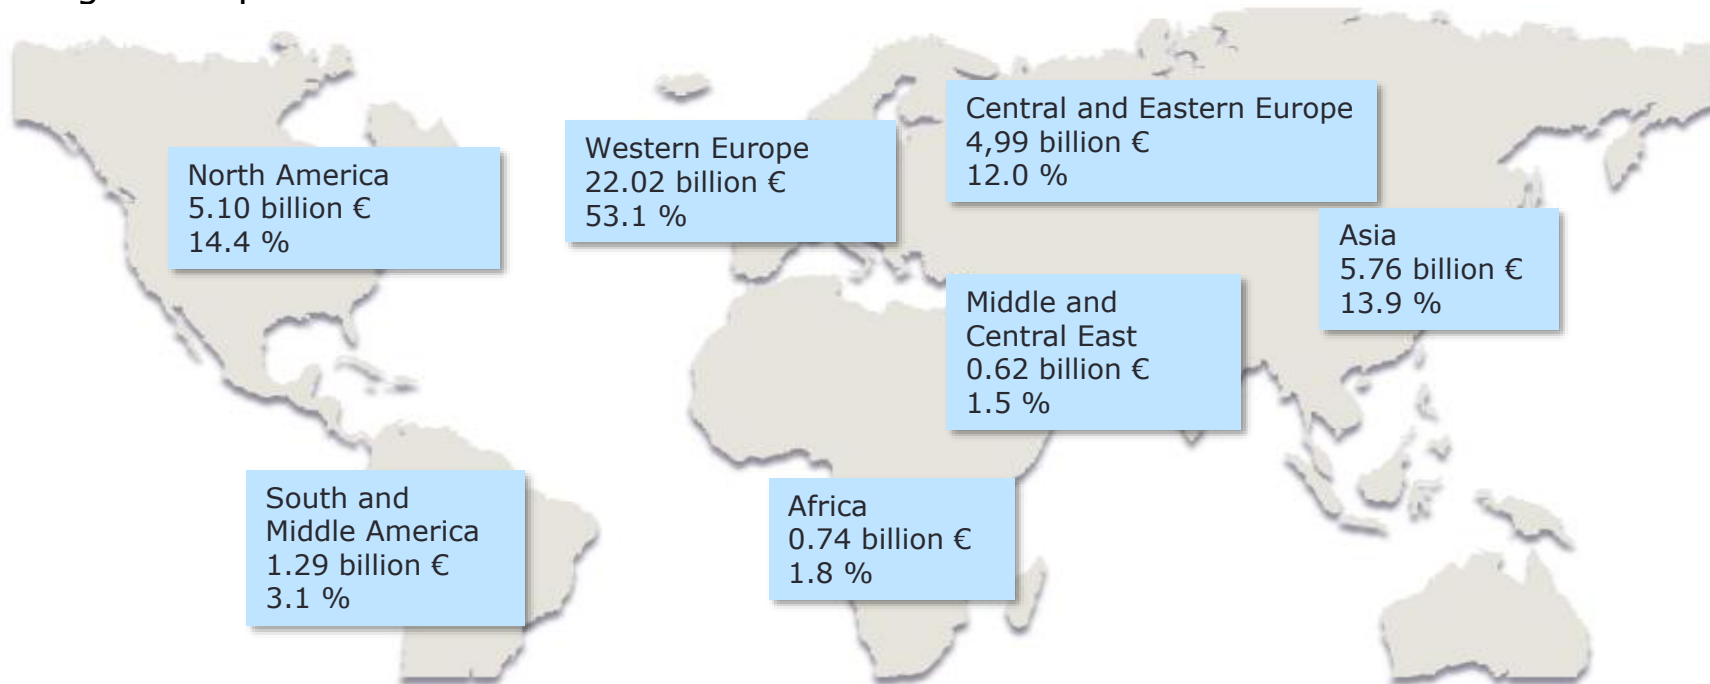 North America
5.10 billion €
14.4 %
Western Europe
22.02 billion €
53.1 %
Central and Eastern Europe
4,99 billion €
12.0 %
Asia
5.76 billion €
13.9 %
Middle and
Central East
0.62 billion €
1.5 %
South and
Middle America
1.29 billion €
3.1 %
Africa
0.74 billion €
1.8 %